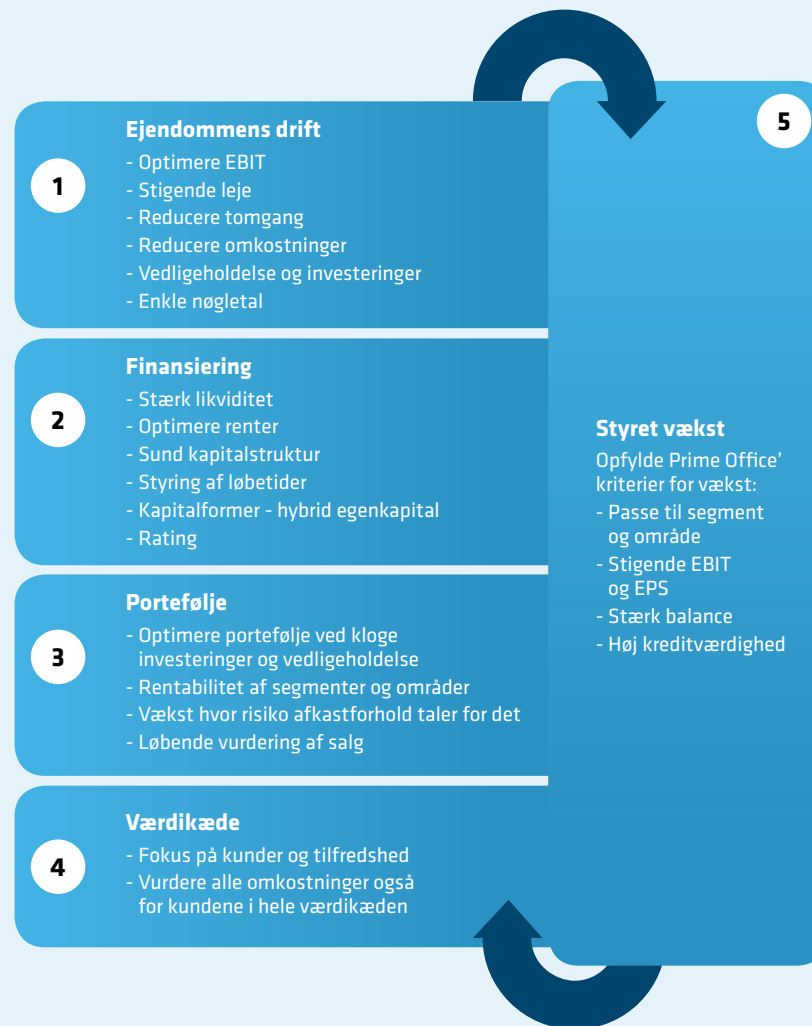 1
Ejendommens drift
- Optimere EBIT
- Stigende leje
- Reducere tomgang
- Reducere omkostninger
- Vedligeholdelse og investeringer
- Enkle nøgletal
2
Finansiering
- Stærk likviditet
- Optimere renter
- Sund kapitalstruktur
- Styring af løbetider
- Kapitalformer - hybrid egenkapital
- Rating
3
Portefølje
- Optimere portefølje ved kloge
investeringer og vedligeholdelse
- Rentabilitet af segmenter og områder
- Vækst hvor risiko afkastforhold taler for det
- Løbende vurdering af salg
4
Værdikæde
- Fokus på kunder og tilfredshed
- Vurdere alle omkostninger også
for kundene i hele værdikæden
5
Styret vækst
Opfylde Prime Office’
kriterier for vækst:
- Passe til segment
og område
- Stigende EBIT
og EPS
- Stærk balance
- Høj kreditværdighed